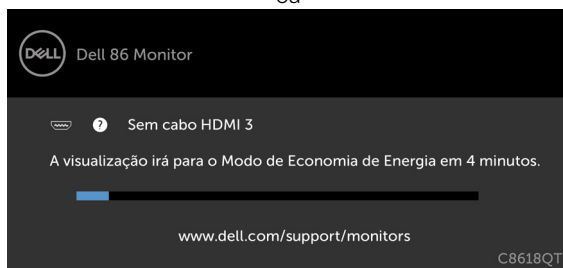 ou
DELL Dell 86 Monitor
? Sem cabo HDMI 3
A visualização irá para o Modo de Economia de Energia em 4 minutos.
www.dell.com/support/monitors
C8618QT